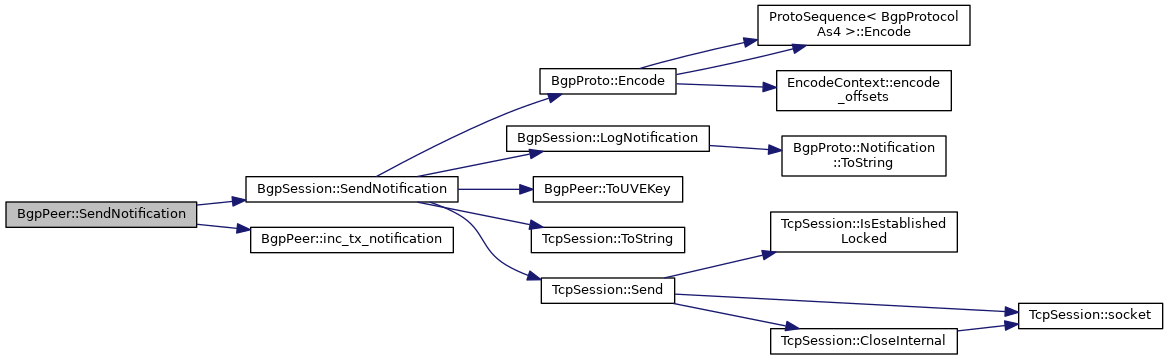 BgpPeer::SendNotification
BgpSession::SendNotification
BgpPeer::inc_tx_notification
BgpProto::Encode
BgpSession::LogNotification
BgpPeer::ToUVEKey
TcpSession::ToString
TcpSession::Send
ProtoSequence< BgpProtocol
As4 >::Encode
EncodeContext::encode
_offsets
BgpProto::Notification
::ToString
TcpSession::IsEstablished
Locked
TcpSession::CloseInternal
TcpSession::socket